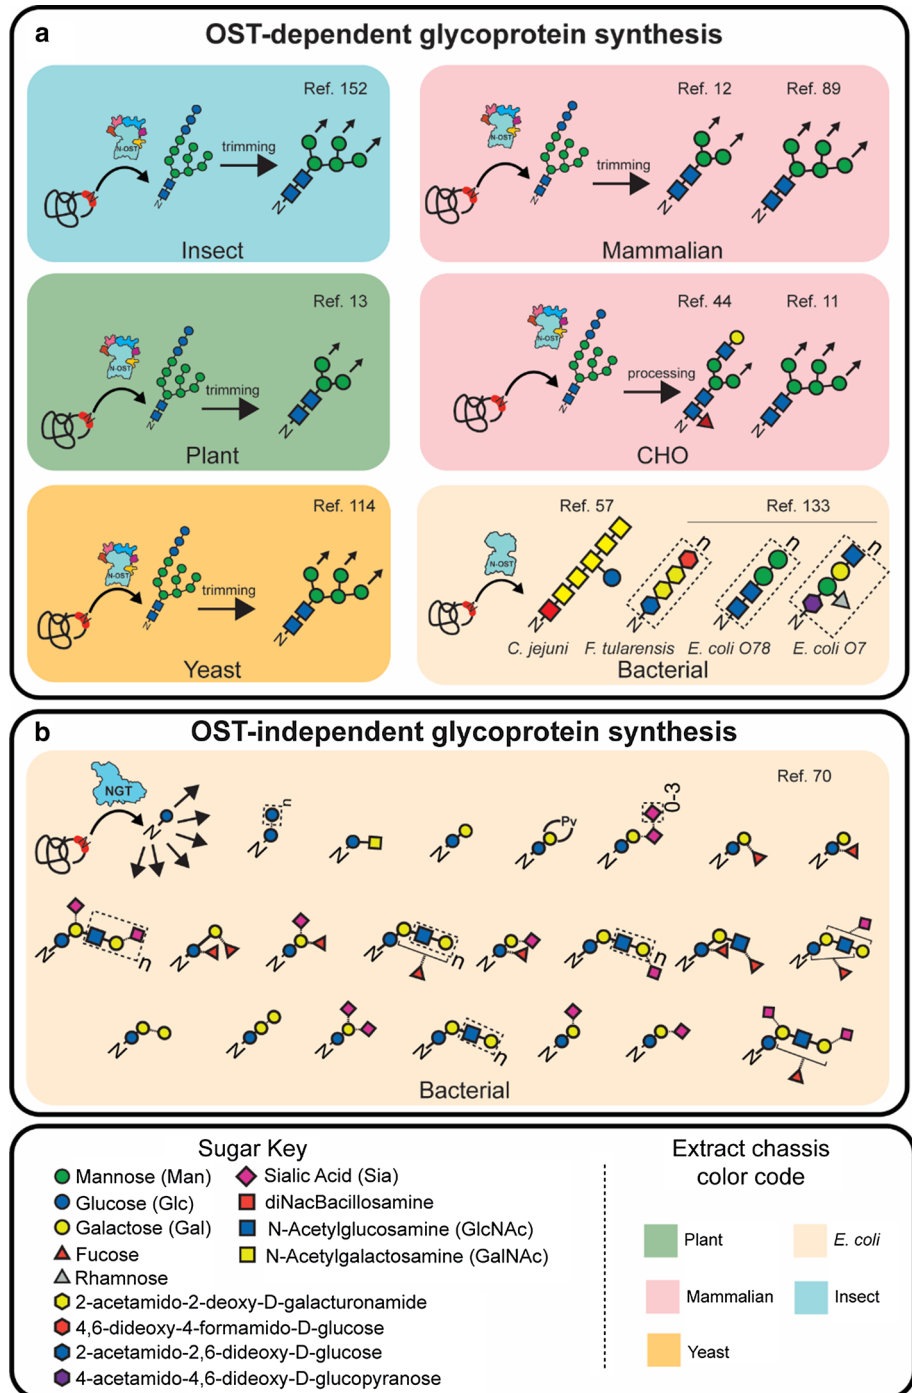 a
OST-dependent glycoprotein synthesis
Ref. 152
N-OST
trimming
N
N
Insect
Ref. 12
Ref. 89
N-OST
trimming
N
N
N
Mammalian
Ref. 13
N-OST
trimming
N
N
Plant
Ref. 44
Ref. 11
N-OST
processing
N
N
N
CHO
Ref. 114
N-OST
trimming
N
N
Yeast
Ref. 57
Ref. 133
N-OST
n
n
n
N
N
N
N
C. jejuni
F. tularensis
E. coli O78
E. coli O7
Bacterial
b
OST-independent glycoprotein synthesis
Ref. 70
NGT
N
n
N
N
N
Pv
N
0-3
N
N
N
N
n
N
N
N
n
N
N
n
N
N
N
N
N
N
n
N
N
N
Bacterial
Sugar Key
Mannose (Man)
Glucose (Glc)
Galactose (Gal)
Fucose
Rhamnose
2-acetamido-2-deoxy-D-galacturonamide
4,6-dideoxy-4-formamido-D-glucose
2-acetamido-2,6-dideoxy-D-glucose
4-acetamido-4,6-dideoxy-D-glucopyranose
Sialic Acid (Sia)
diNacBacillosamine
N-Acetylglucosamine (GlcNAc)
N-Acetylgalactosamine (GalNAc)
Extract chassis
color code
Plant
E. coli
Mammalian
Insect
Yeast